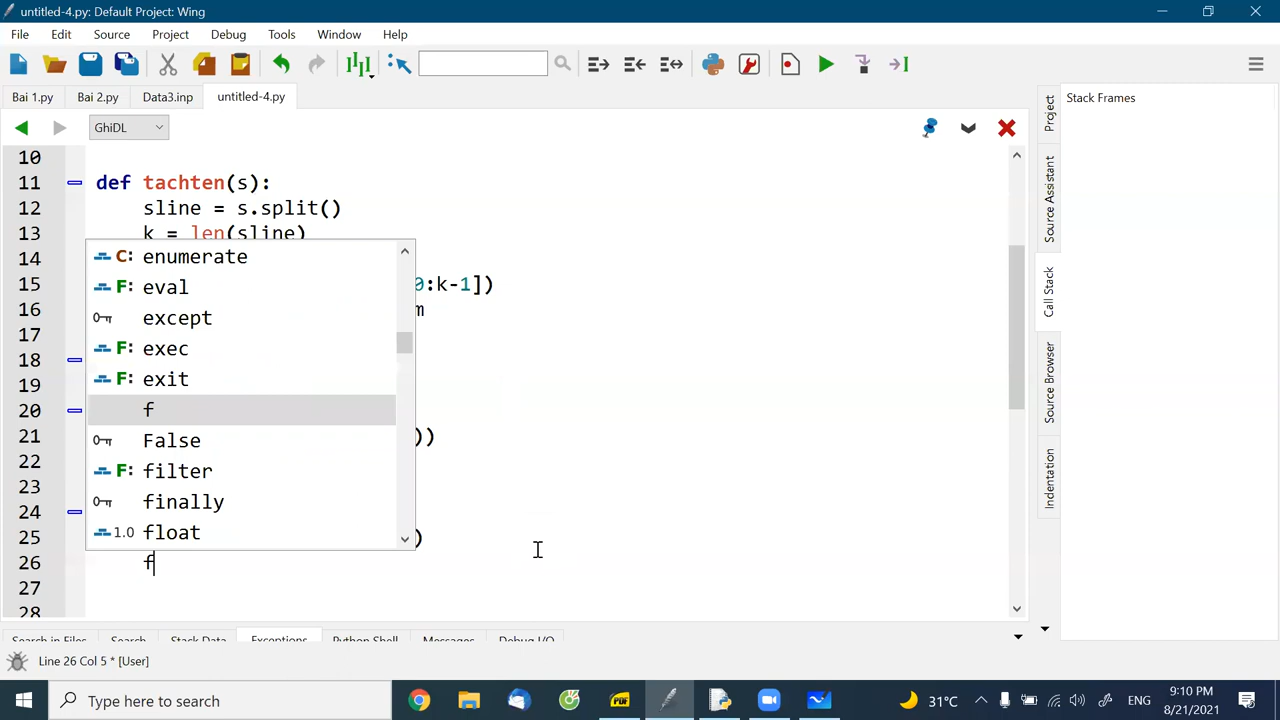 untitled-4.py: Default Project: Wing
File Edit Source Project Debug Tools Window Help
Bai 1.py Bai 2.py Data3.inp untitled-4.py
GhiDL
Stack Frames
10
11 def tachten(s):
12 sline = s.split()
13 k = len(sline)
14
15 0:k-1])
16 m
17
18
19
20
21 ))
22
23
24
25 )
26 f
27
28
C: enumerate
F: eval
except
F: exec
F: exit
f
False
F: filter
finally
1.0 float
Project
Source Assistant
Call Stack
Source Browser
Indentation
Search in Files Search Stack Data Exceptions Python Shell Messages Debug I/O
Line 26 Col 5 * [User]
Type here to search
PDF
31°C ENG
9:10 PM
8/21/2021